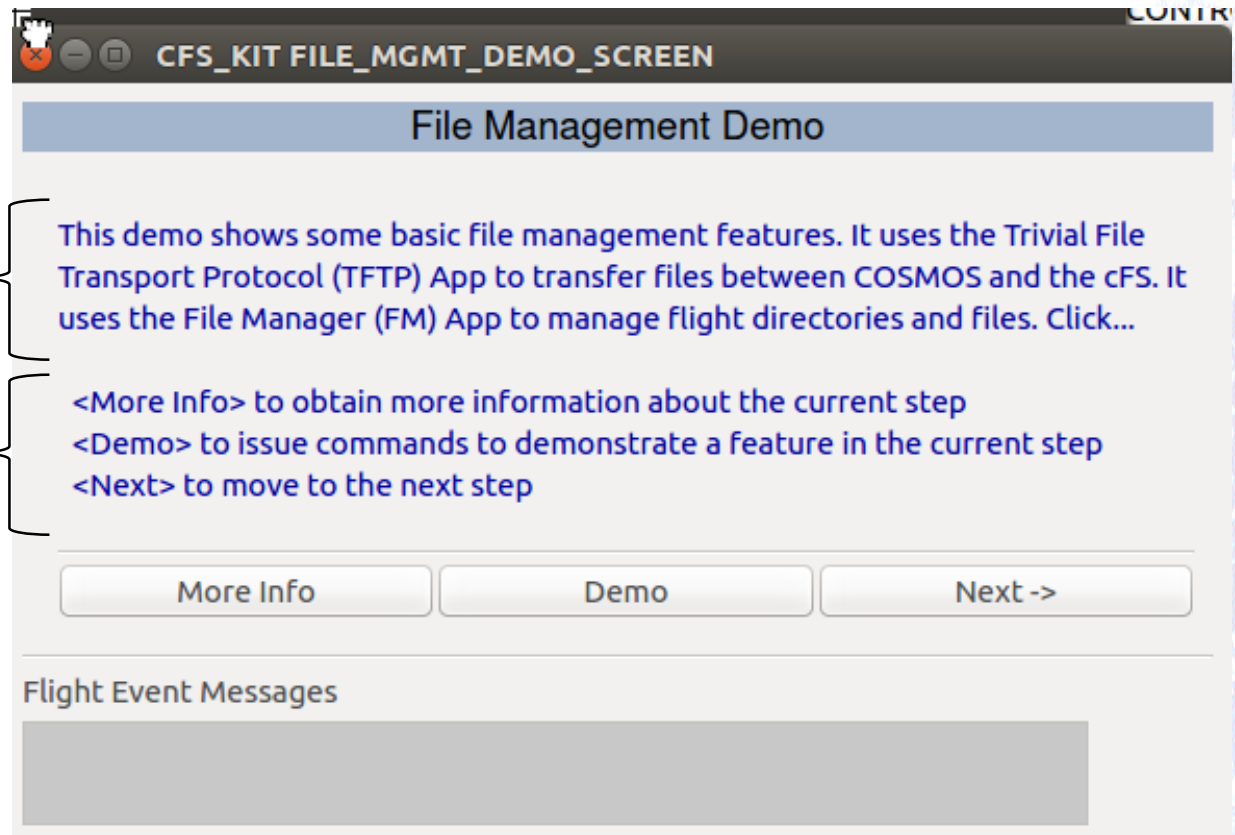 CFS_KIT FILE_MGMT_DEMO_SCREEN
File Management Demo
This demo shows some basic file management features. It uses the Trivial File
Transport Protocol (TFTP) App to transfer files between COSMOS and the cFS. It
uses the File Manager (FM) App to manage flight directories and files. Click...
<More Info> to obtain more information about the current step
<Demo> to issue commands to demonstrate a feature in the current step
<Next> to move to the next step
More Info
Demo
Next ->
Flight Event Messages